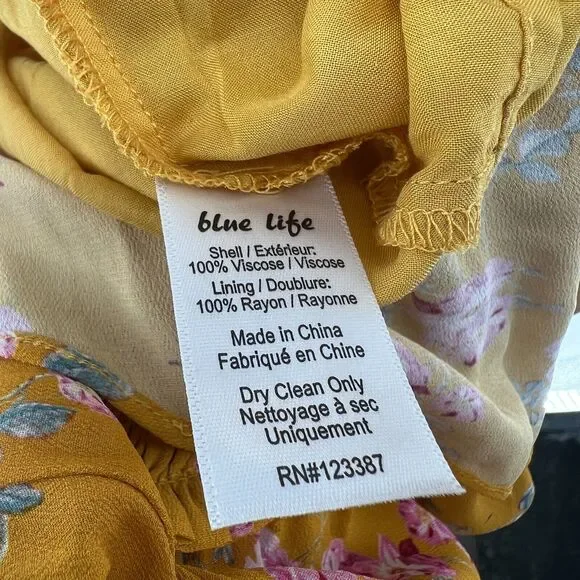 blue life
Shell / Extérieur:
100% Viscose / Viscose
Lining / Doublure:
100% Rayon / Rayonne
Made in China
Fabriqué en Chine
Dry Clean Only
Nettoyage à sec
Uniquement
RN#123387